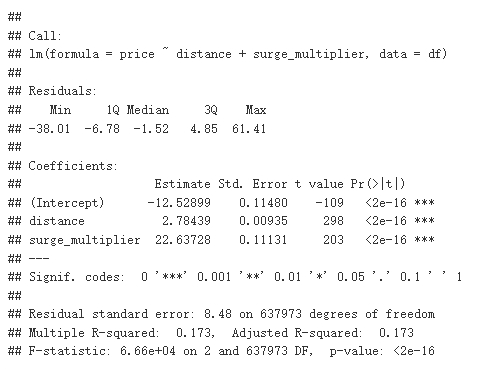 ##
## Call:
## lm(formula = price ~ distance + surge_multiplier, data = df)
##
## Residuals:
##    Min     1Q Median     3Q    Max
## -38.01  -6.78  -1.52   4.85  61.41
##
## Coefficients:
##                   Estimate Std. Error t value Pr(>|t|)
## (Intercept)      -12.52899    0.11480    -109   <2e-16 ***
## distance           2.78439    0.00935     298   <2e-16 ***
## surge_multiplier  22.63728    0.11131     203   <2e-16 ***
## ---
## Signif. codes:  0 '***' 0.001 '**' 0.01 '*' 0.05 '.' 0.1 ' ' 1
##
## Residual standard error: 8.48 on 637973 degrees of freedom
## Multiple R-squared:  0.173, Adjusted R-squared:  0.173
## F-statistic: 6.66e+04 on 2 and 637973 DF,  p-value: <2e-16